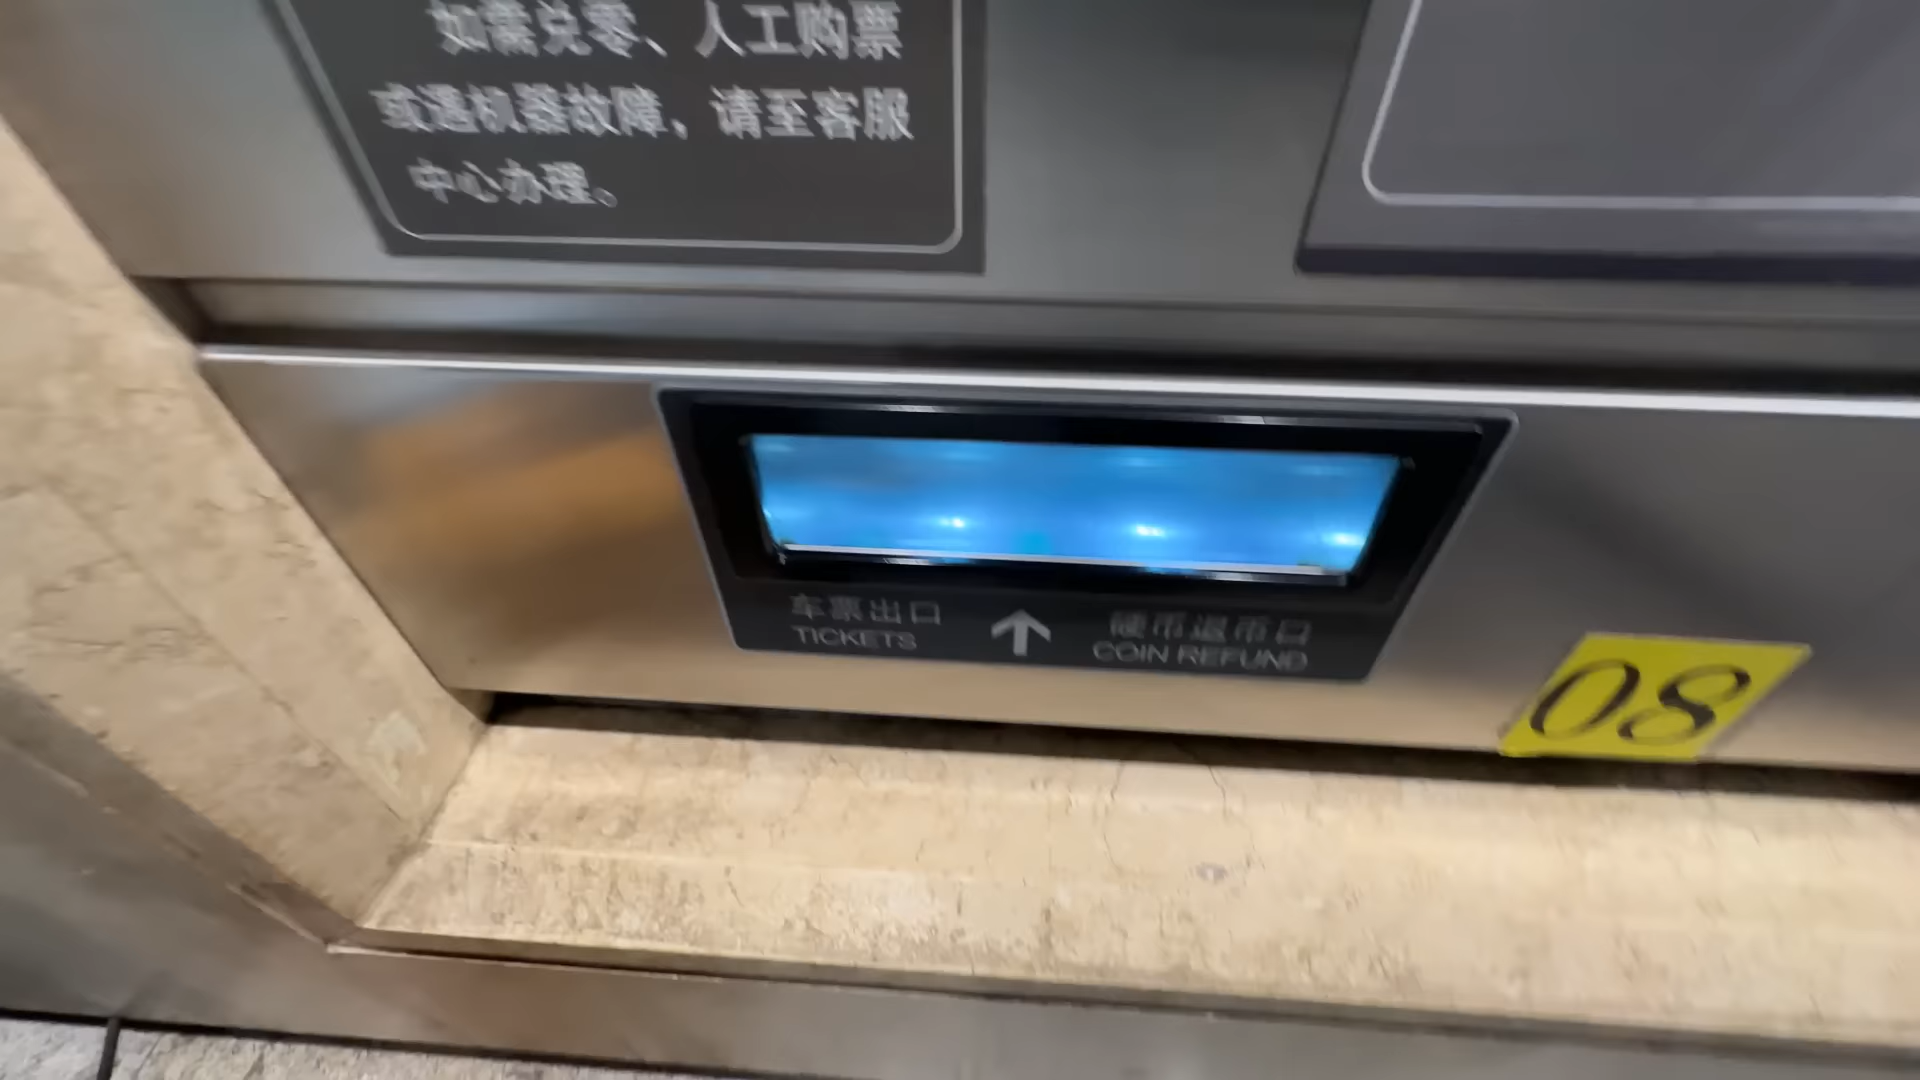 如需兑零、人工购票
或遇机器故障，请至客服
中心办理。
车票出口
TICKETS
硬币退币口
COIN REFUND
08